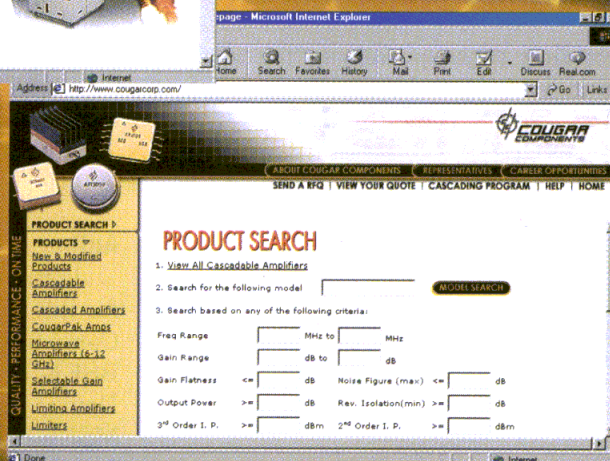 epage - Microsoft Internet Explorer
Home Search Favorites History Mail Print Edit Discuss Real.com
Internet
Address http://www.cougarcorp.com/ Go Links
COUGAR
COMPONENTS
ABOUT COUGAR COMPONENTS REPRESENTATIVES CAREER OPPORTUNITIES
SEND A RFQ | VIEW YOUR QUOTE | CASCADING PROGRAM | HELP | HOME
PRODUCT SEARCH
PRODUCTS
New & Modified
Products
Cascadable
Amplifiers
Cascaded Amplifiers
CougarPak Amps
Microwave
Amplifiers (6-12
GHz)
Selectable Gain
Amplifiers
Limiting Amplifiers
Limiters
QUALITY • PERFORMANCE • ON TIME
PRODUCT SEARCH
1. View All Cascadable Amplifiers
2. Search for the following model MODEL SEARCH
3. Search based on any of the following criteria:
Freq Range MHz to MHz
Gain Range dB to dB
Gain Flatness <= dB Noise Figure (max) <= dB
Output Power >= dB Rev. Isolation(min) >= dB
3rd Order I. P. >= dBm 2nd Order I. P. >= dBm
Done Internet